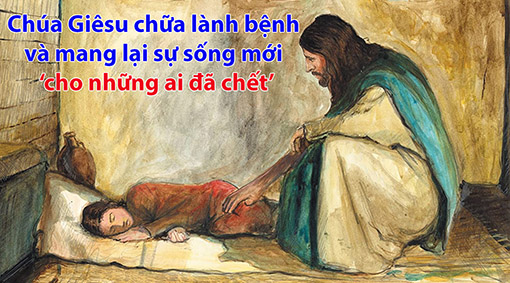 Chúa Giêsu chữa lành bệnh
và mang lại sự sống mới
‘cho những ai đã chết’